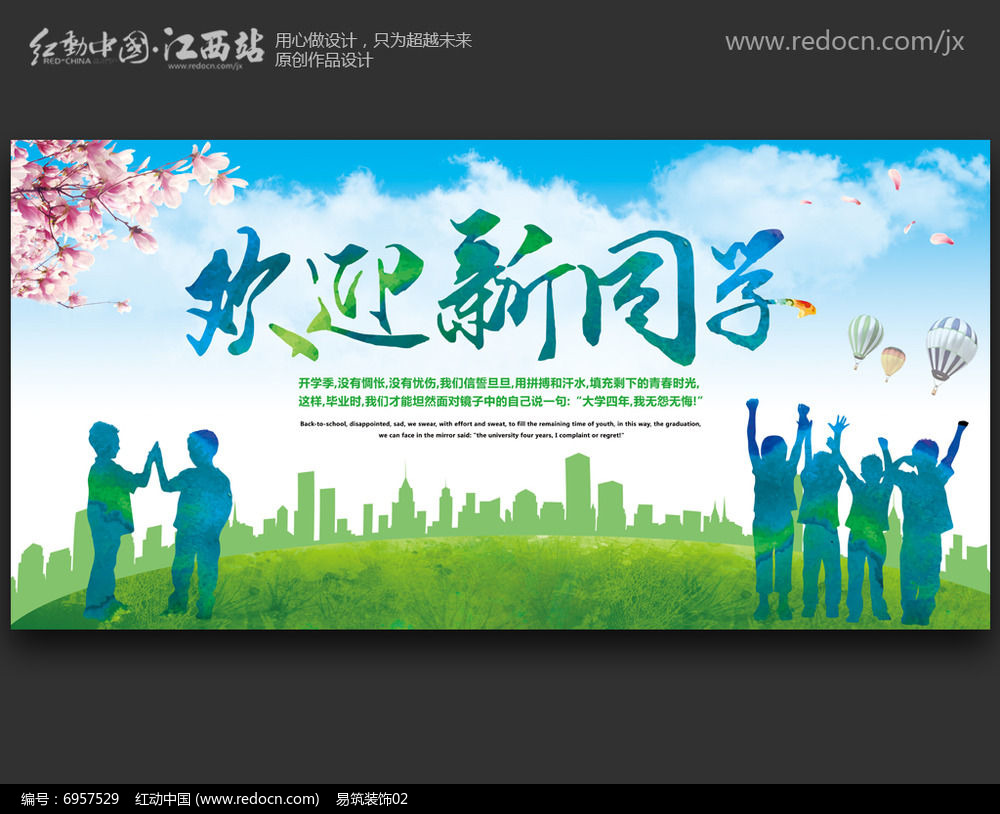 红动中国·江西站
RED-CHINA
www.redocn.com/jx
用心做设计，只为超越未来
原创作品设计
www.redocn.com/jx
欢迎新同学
开学季,没有惆怅,没有忧伤,我们信誓旦旦,用拼搏和汗水,填充剩下的青春时光,
这样,毕业时,我们才能坦然面对镜子中的自己说一句:“大学四年,我无怨无悔!”
Back-to-school, disappointed, sad, we swear, with effort and sweat, to fill the remaining time of youth, in this way, the graduation,
we can face in the mirror said: "the university four years, I complaint or regret!"
编号：6957529 红动中国 (www.redocn.com) 易筑装饰02